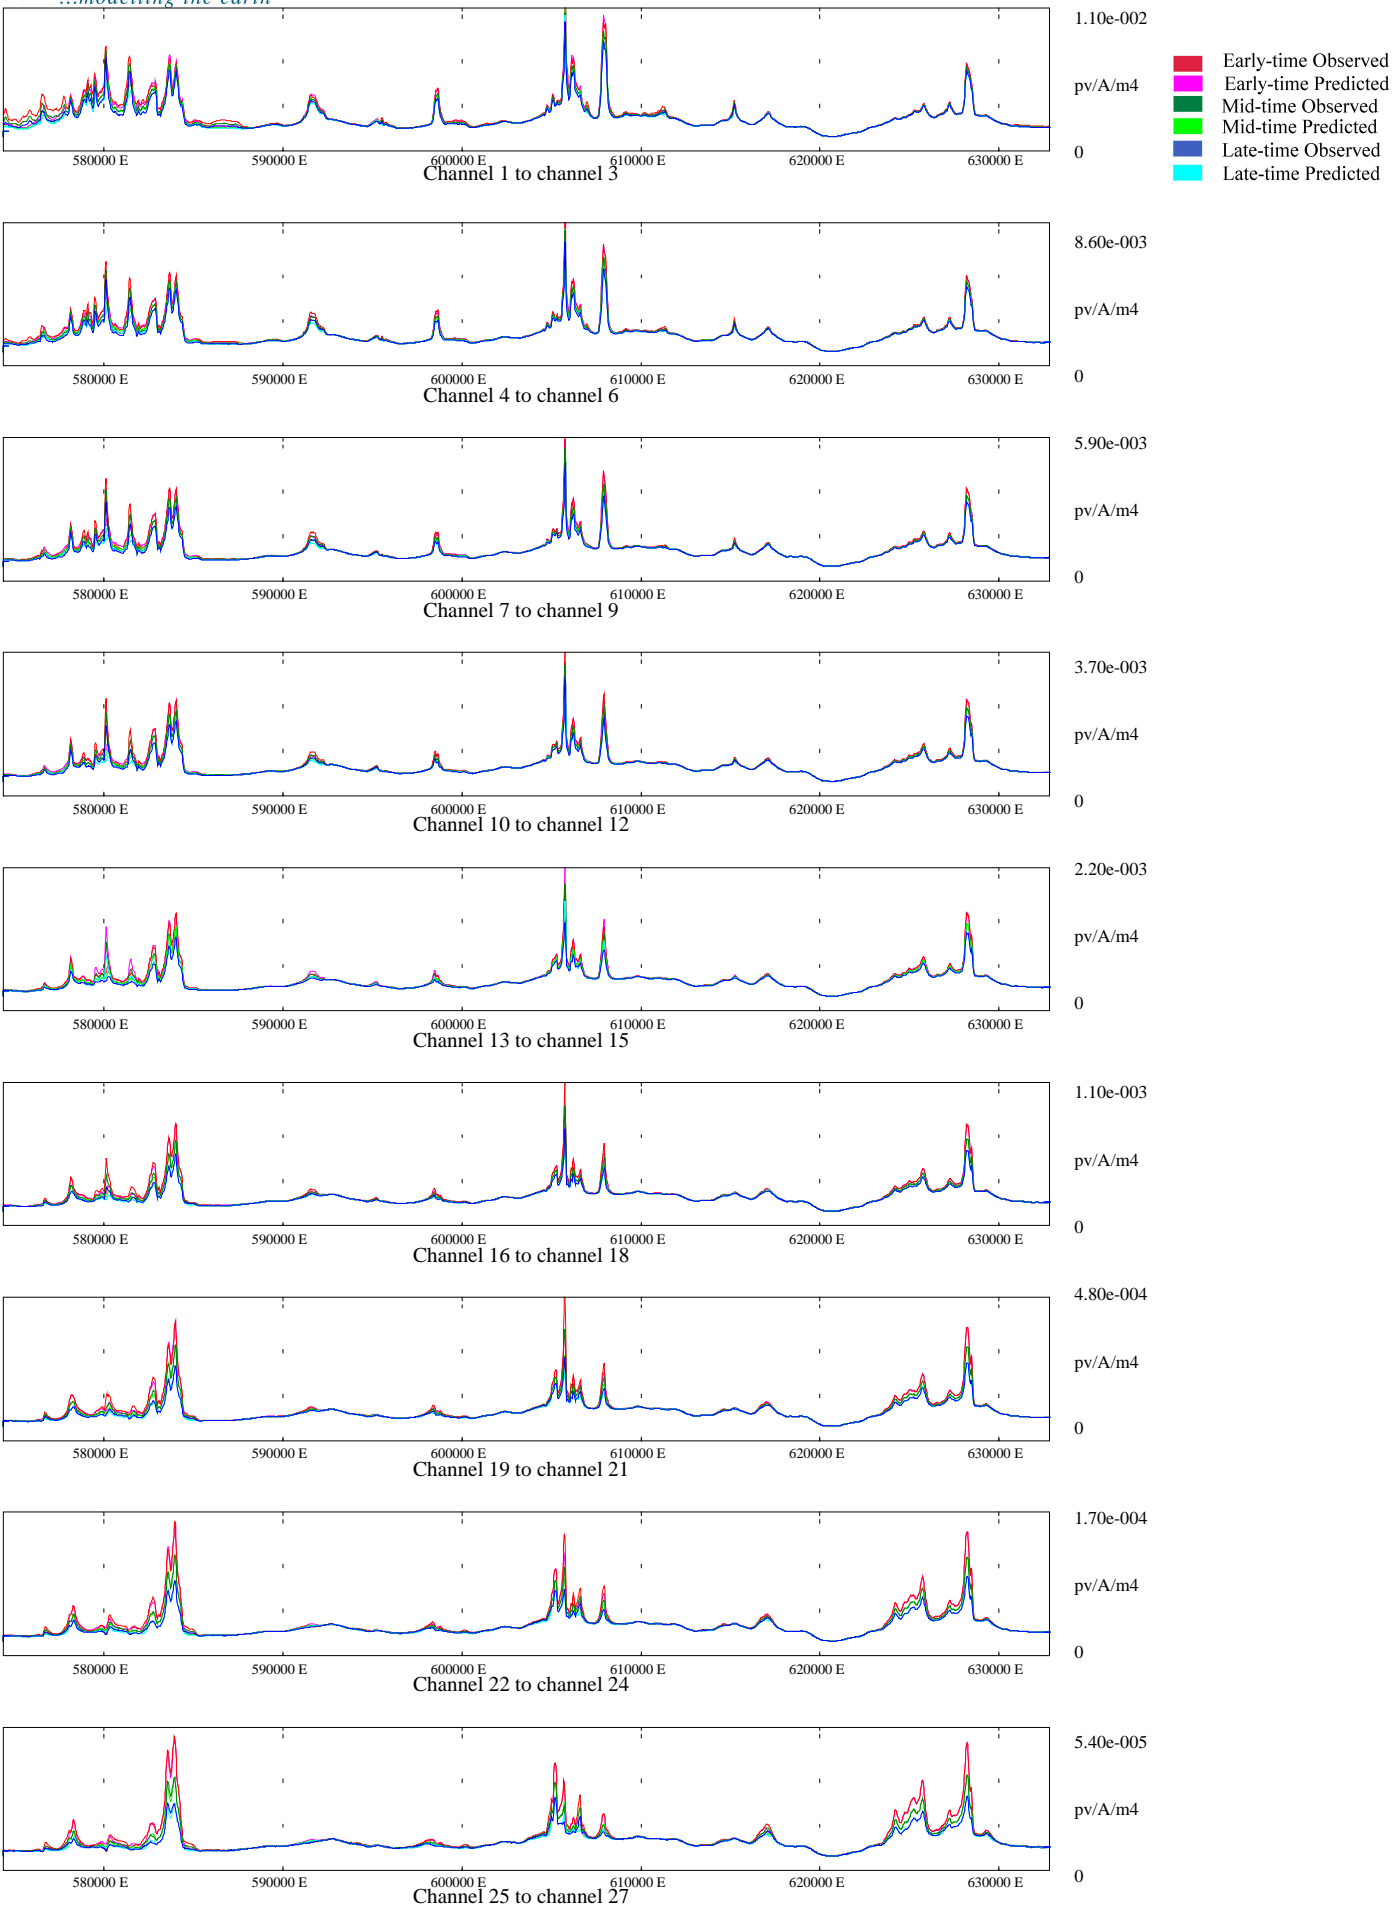 ...modelling the earth
1.10e-002
Early-time Observed
pv/A/m4
Early-time Predicted
Mid-time Observed
Mid-time Predicted
0
Late-time Observed
580000 E 590000 E 600000 E 610000 E 620000 E 630000 E
Channel 1 to channel 3
Late-time Predicted
8.60e-003
pv/A/m4
0
580000 E 590000 E 600000 E 610000 E 620000 E 630000 E
Channel 4 to channel 6
5.90e-003
pv/A/m4
0
580000 E 590000 E 600000 E 610000 E 620000 E 630000 E
Channel 7 to channel 9
3.70e-003
pv/A/m4
0
580000 E 590000 E 600000 E 610000 E 620000 E 630000 E
Channel 10 to channel 12
2.20e-003
pv/A/m4
0
580000 E 590000 E 600000 E 610000 E 620000 E 630000 E
Channel 13 to channel 15
1.10e-003
pv/A/m4
0
580000 E 590000 E 600000 E 610000 E 620000 E 630000 E
Channel 16 to channel 18
4.80e-004
pv/A/m4
0
580000 E 590000 E 600000 E 610000 E 620000 E 630000 E
Channel 19 to channel 21
1.70e-004
pv/A/m4
0
580000 E 590000 E 600000 E 610000 E 620000 E 630000 E
Channel 22 to channel 24
5.40e-005
pv/A/m4
0
580000 E 590000 E 600000 E 610000 E 620000 E 630000 E
Channel 25 to channel 27